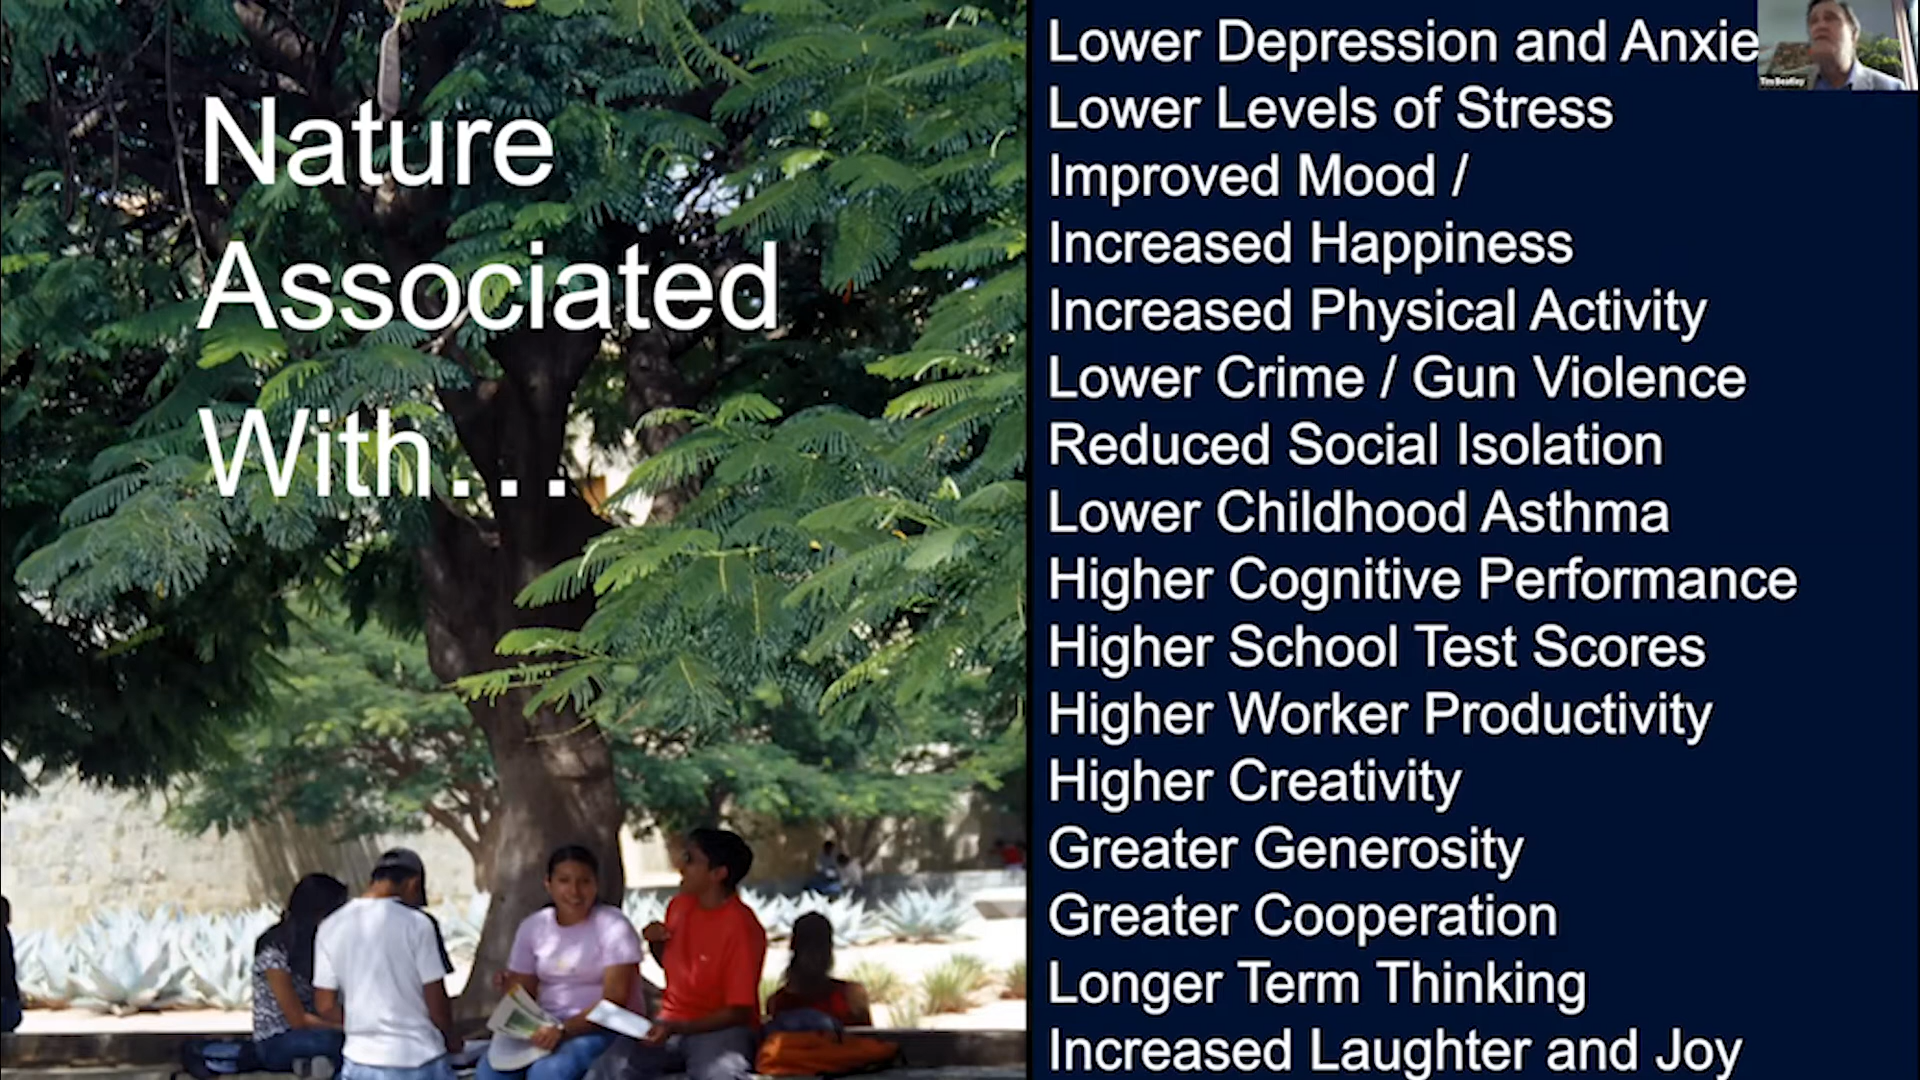 Nature
Associated
With…
Lower Depression and Anxie
Tim Beatley
Lower Levels of Stress
Improved Mood /
Increased Happiness
Increased Physical Activity
Lower Crime / Gun Violence
Reduced Social Isolation
Lower Childhood Asthma
Higher Cognitive Performance
Higher School Test Scores
Higher Worker Productivity
Higher Creativity
Greater Generosity
Greater Cooperation
Longer Term Thinking
Increased Laughter and Joy